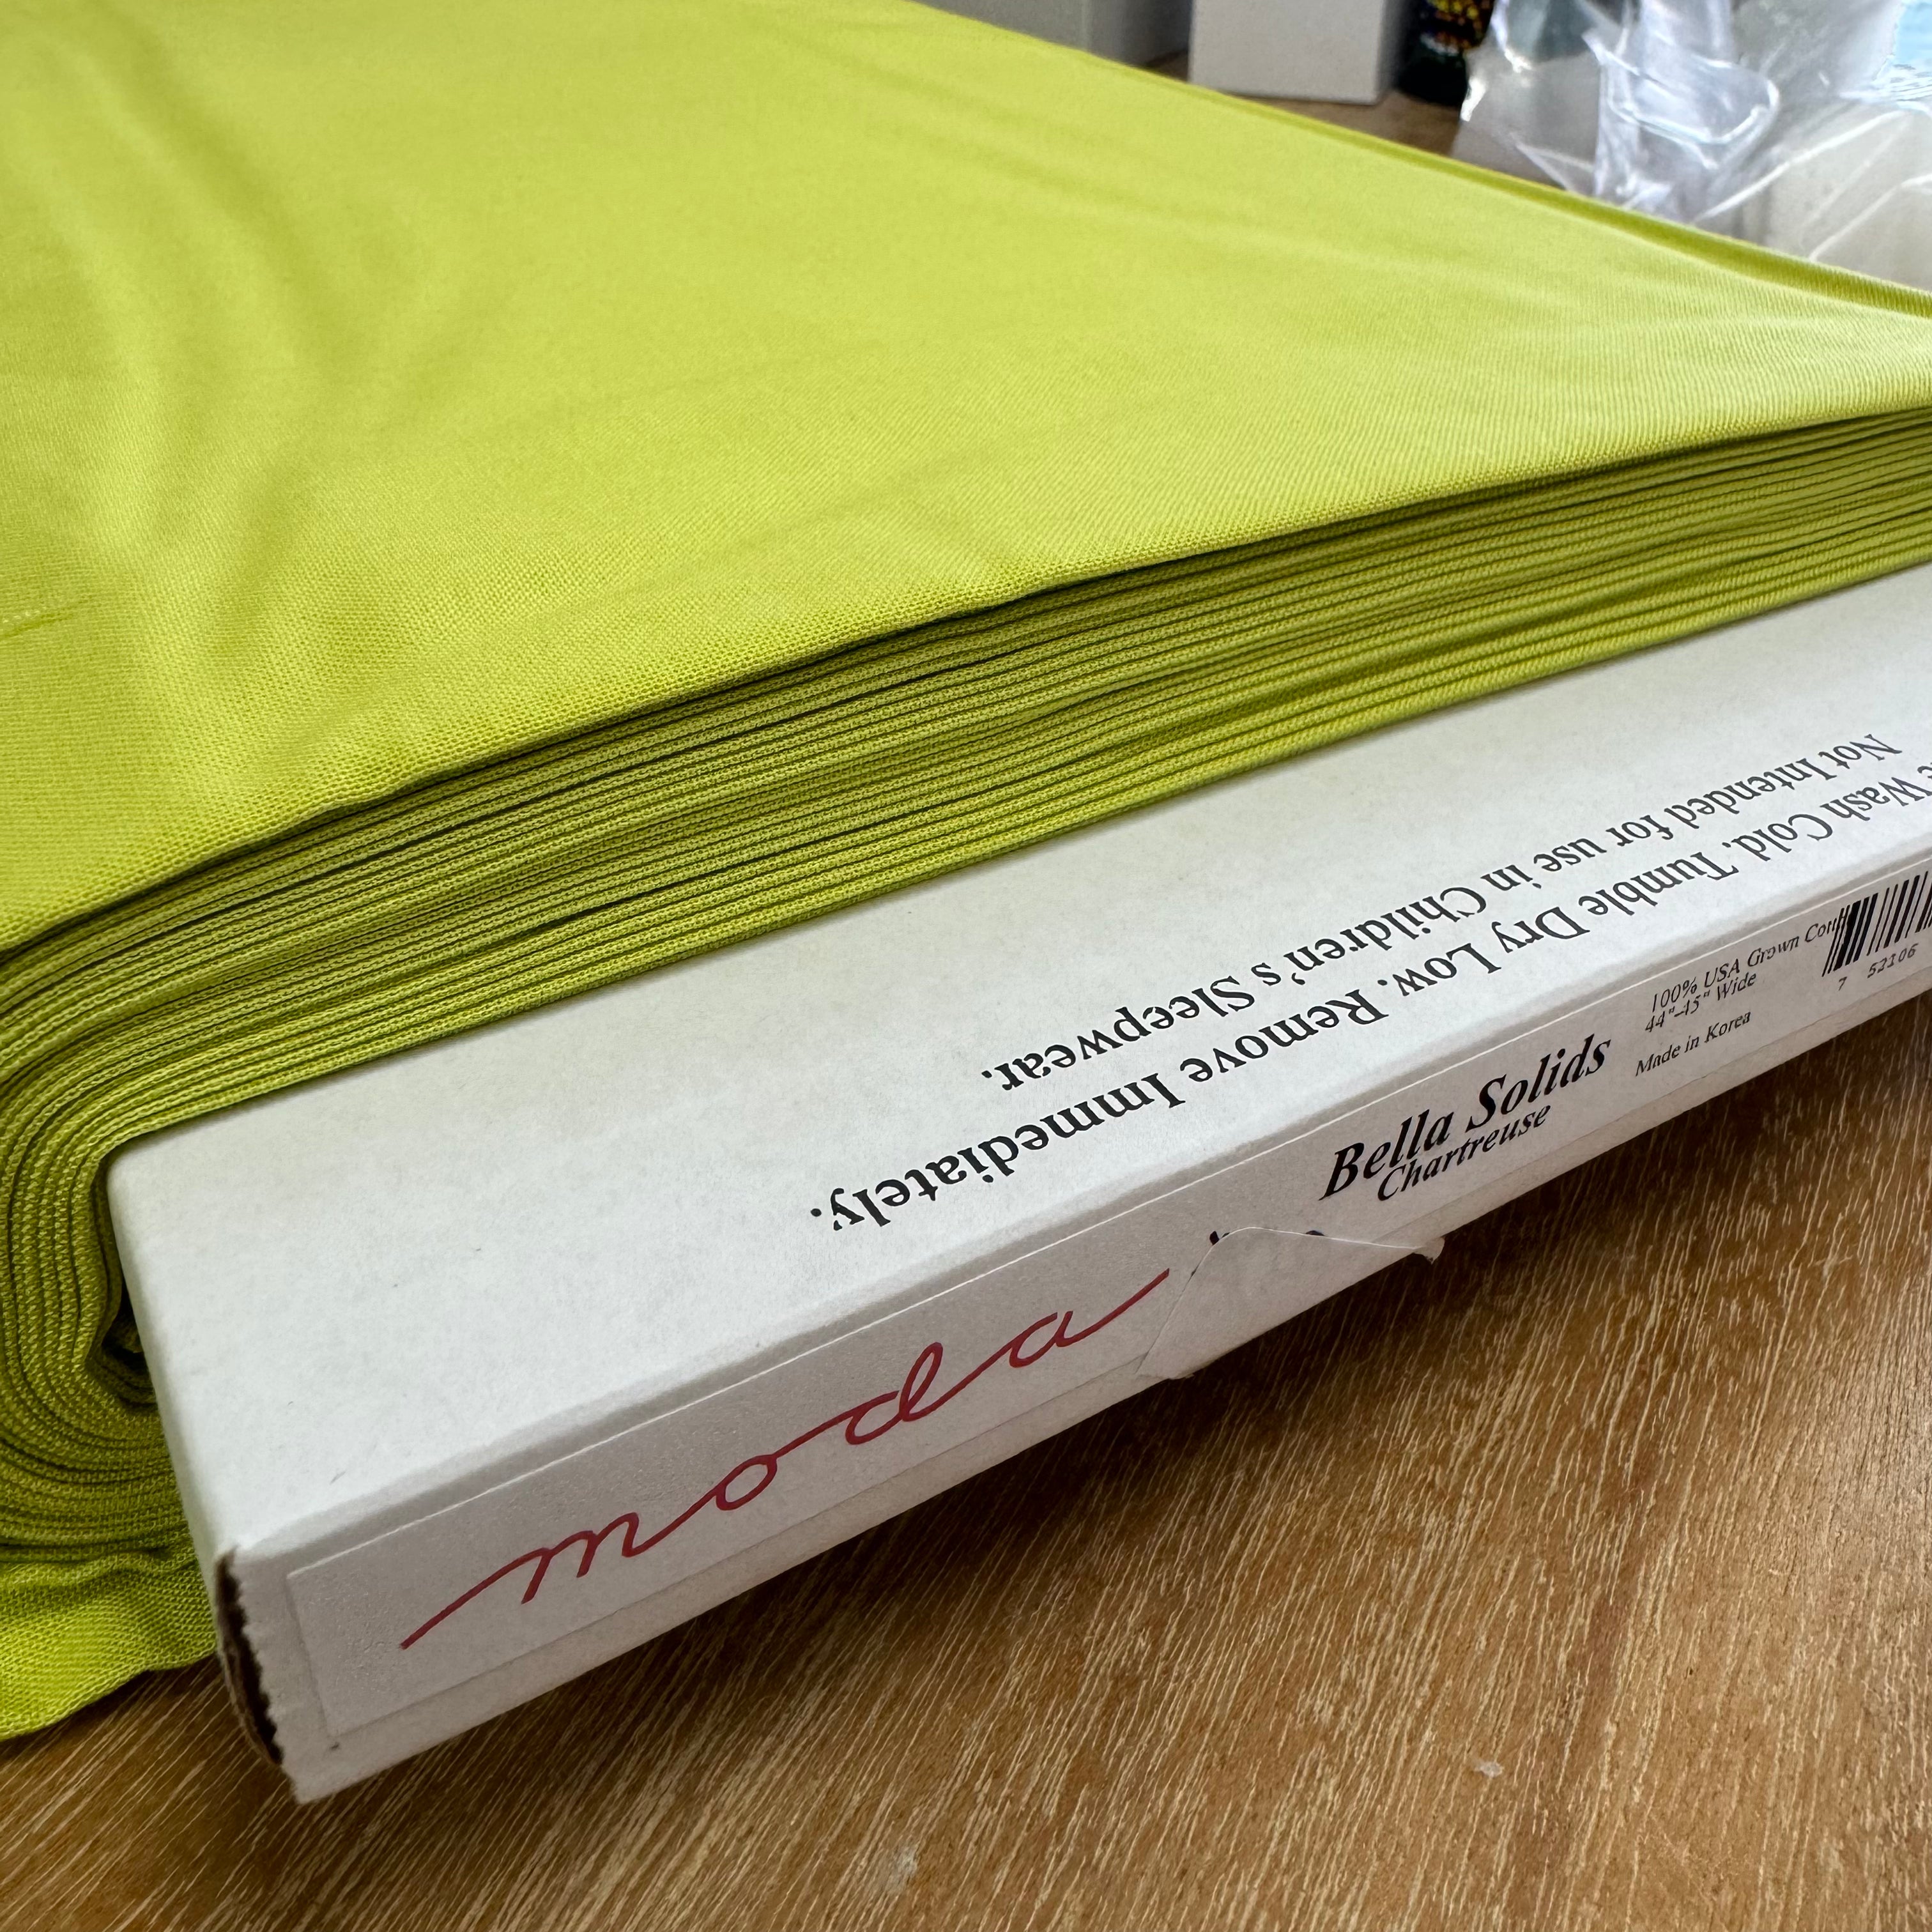 Wash Cold. Tumble Dry Low. Remove Immediately.
Not Intended for use in Children's Sleepwear.
moda
Bella Solids
Chartreuse
100% USA Grown
44"-45" Wide
Made in Korea
7 52106